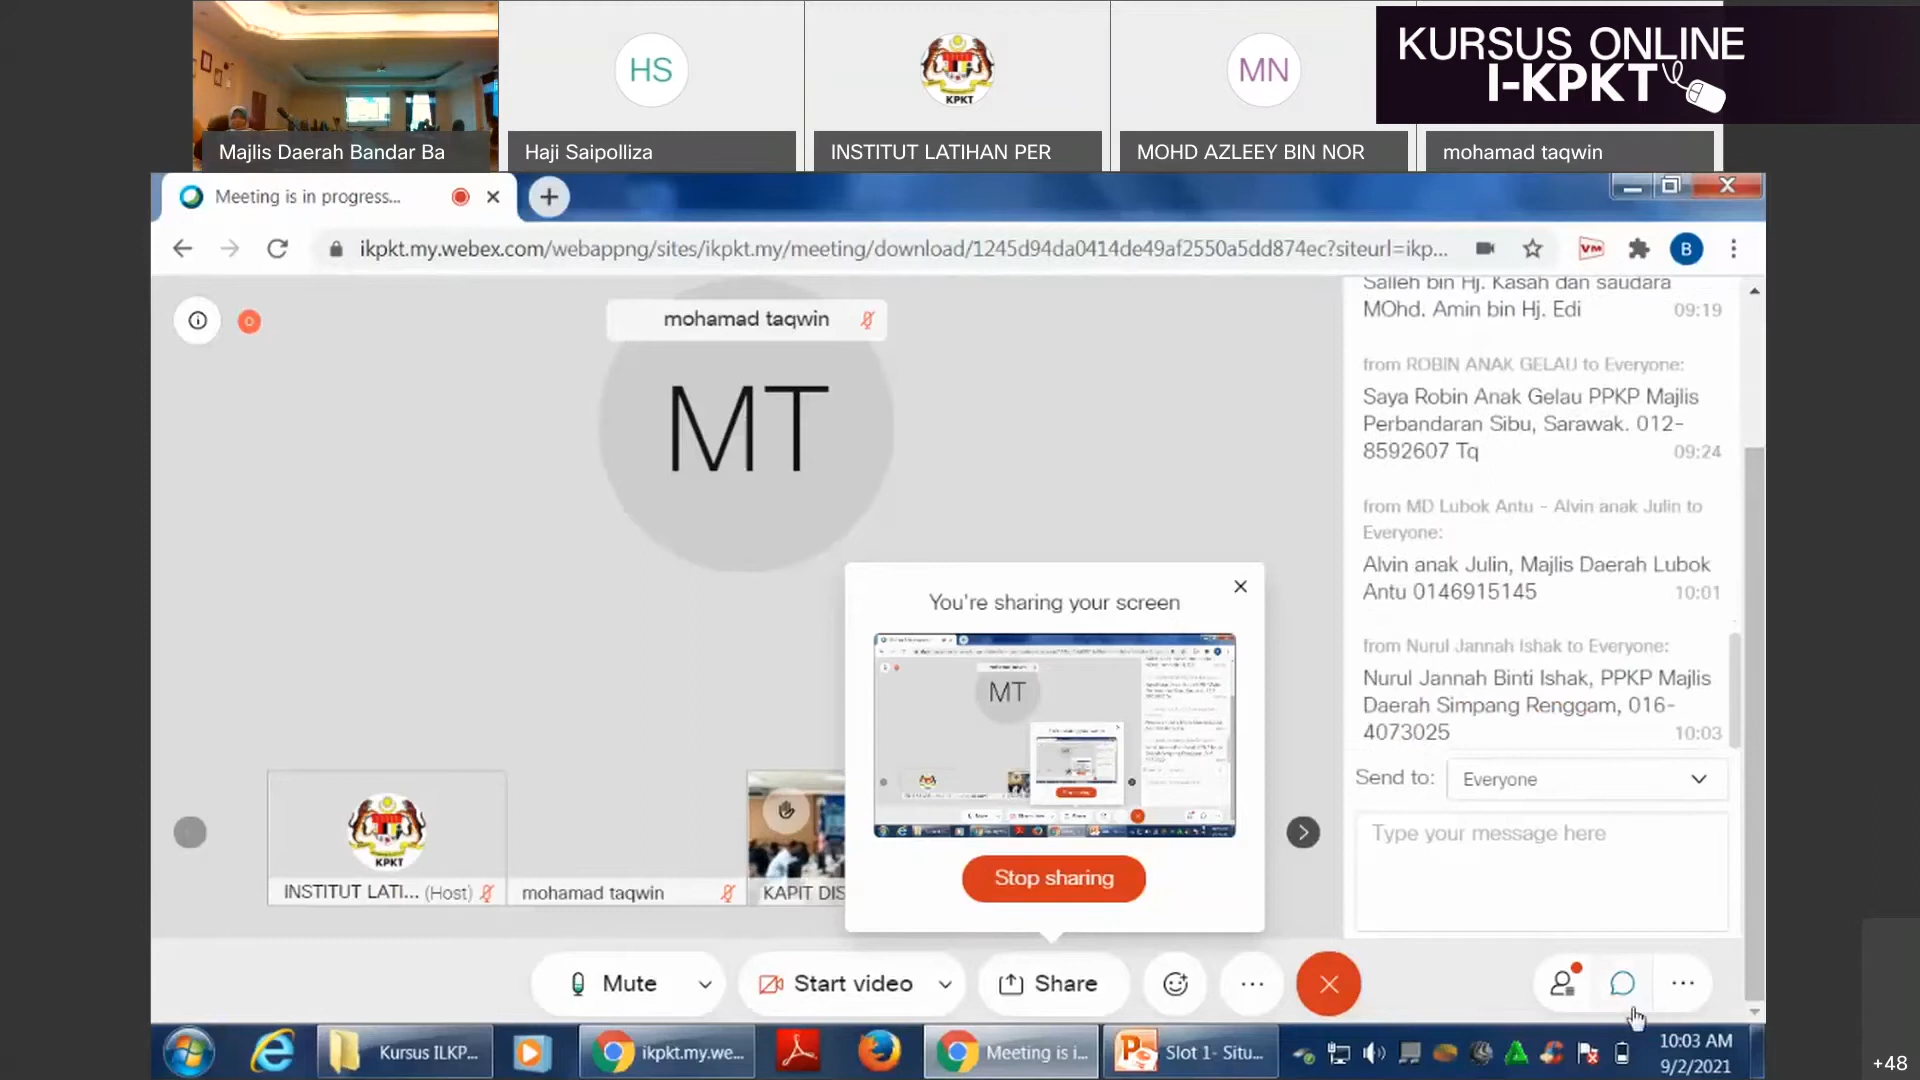 HS
KPKT
MN
KURSUS ONLINE
I-KPKT
Majlis Daerah Bandar Ba
Haji Saipolliza
INSTITUT LATIHAN PER
MOHD AZLEEY BIN NOR
mohamad taqwin
Meeting is in progress...
ikpkt.my.webex.com/webappng/sites/ikpkt.my/meeting/download/1245d94da0414de49af2550a5dd874ec?siteurl=ikp...
B
mohamad taqwin
MT
Salleh bin Hj. Kasah dan saudara
MOhd. Amin bin Hj. Edi
09:19
from ROBIN ANAK GELAU to Everyone:
Saya Robin Anak Gelau PPKP Majlis
Perbandaran Sibu, Sarawak. 012-
8592607 Tq
09:24
from MD Lubok Antu - Alvin anak Julin to
Everyone:
Alvin anak Julin, Majlis Daerah Lubok
Antu 0146915145
10:01
from Nurul Jannah Ishak to Everyone:
Nurul Jannah Binti Ishak, PPKP Majlis
Daerah Simpang Renggam, 016-
4073025
10:03
You're sharing your screen
MT
Stop sharing
KPKT
INSTITUT LATI... (Host)
mohamad taqwin
KAPIT DIS
Send to:
Everyone
Type your message here
Mute
Start video
Share
Kursus ILKP...
ikpkt.my.we...
Meeting is i...
Slot 1- Situ...
10:03 AM
9/2/2021
+48